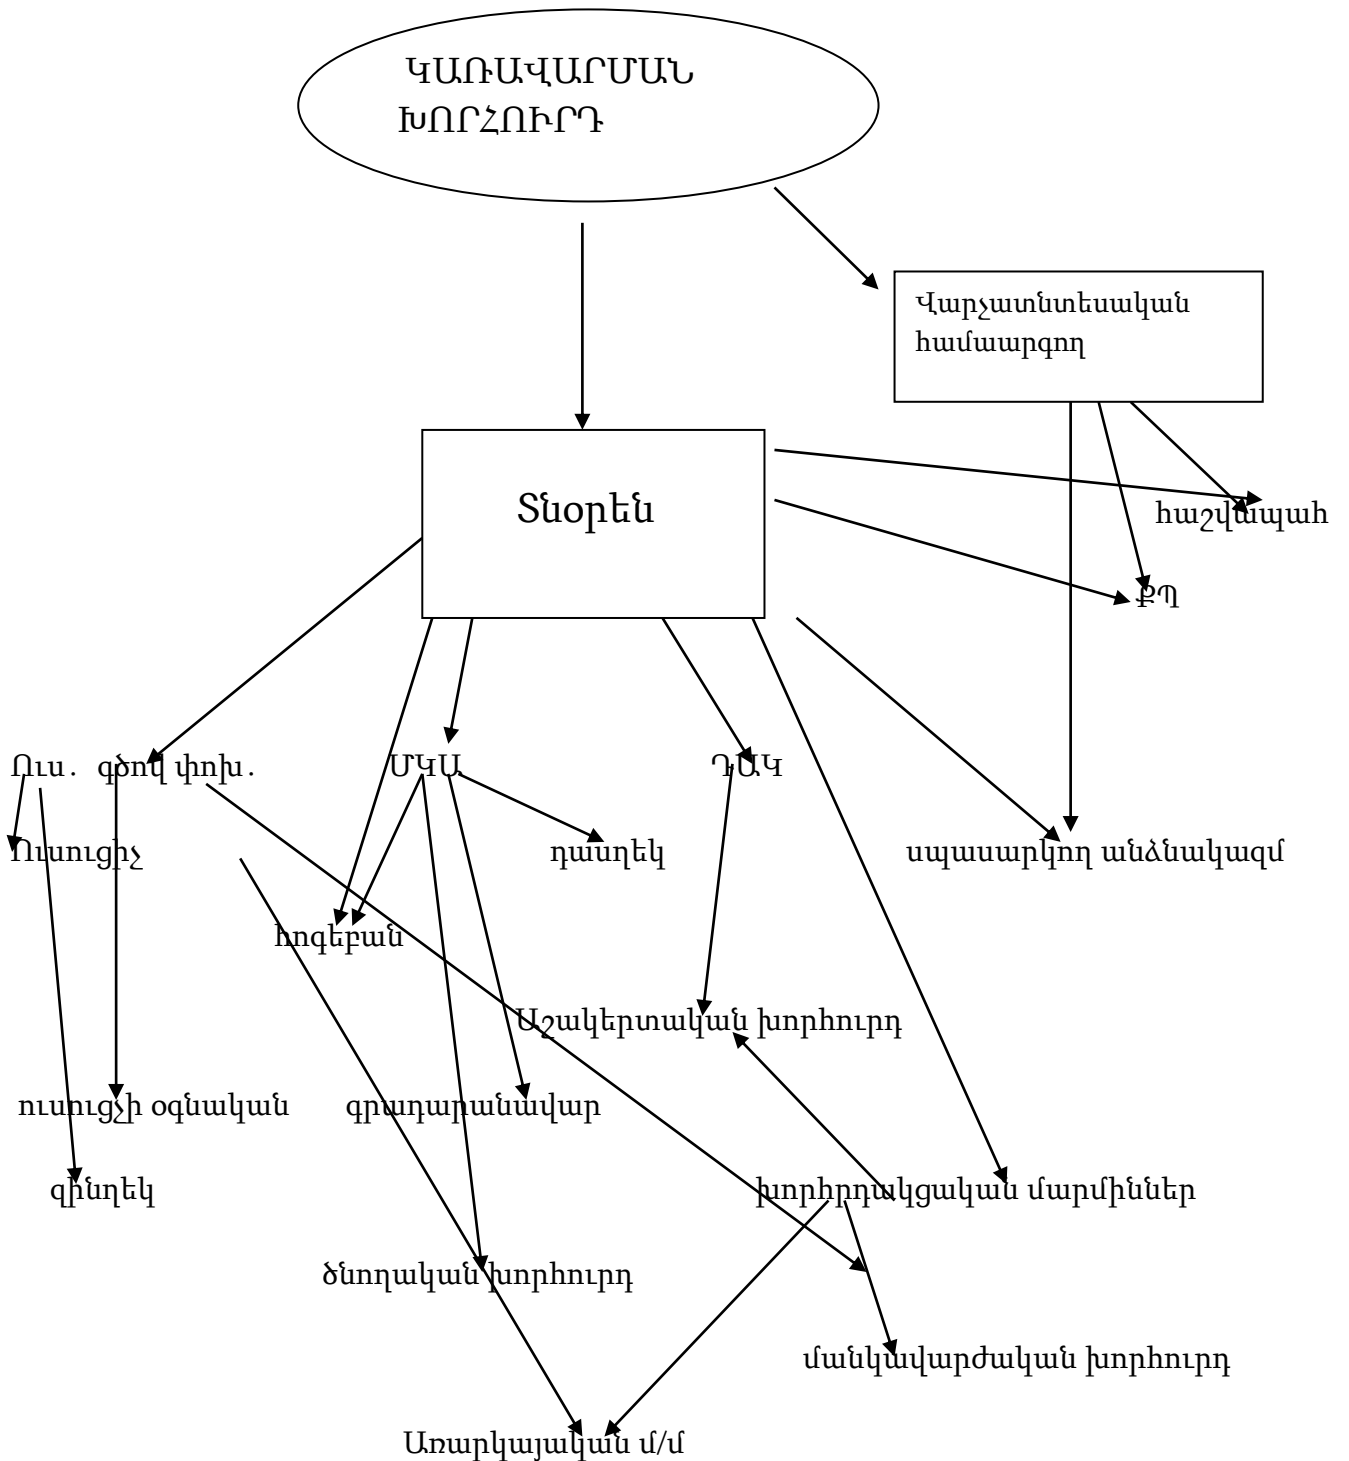 ԿԱՌԱՎԱՐՄԱՆ
ԽՈՐՀՈՒՐԴ
Վարչատնտեսական
համաարգող
Տնօրեն
հաշվապահ
ՔՊ
Ուս․ գծով փոխ․
ՄԿԱ
ԴԱԿ
Ուսուցիչ
դասղեկ
սպասարկող անձնակազմ
հոգեբան
Աշակերտական խորհուրդ
ուսուցչի օգնական
գրադարանավար
զինղեկ
խորհրդակցական մարմիններ
ծնողական խորհուրդ
մանկավարժական խորհուրդ
Առարկայական մ/մ